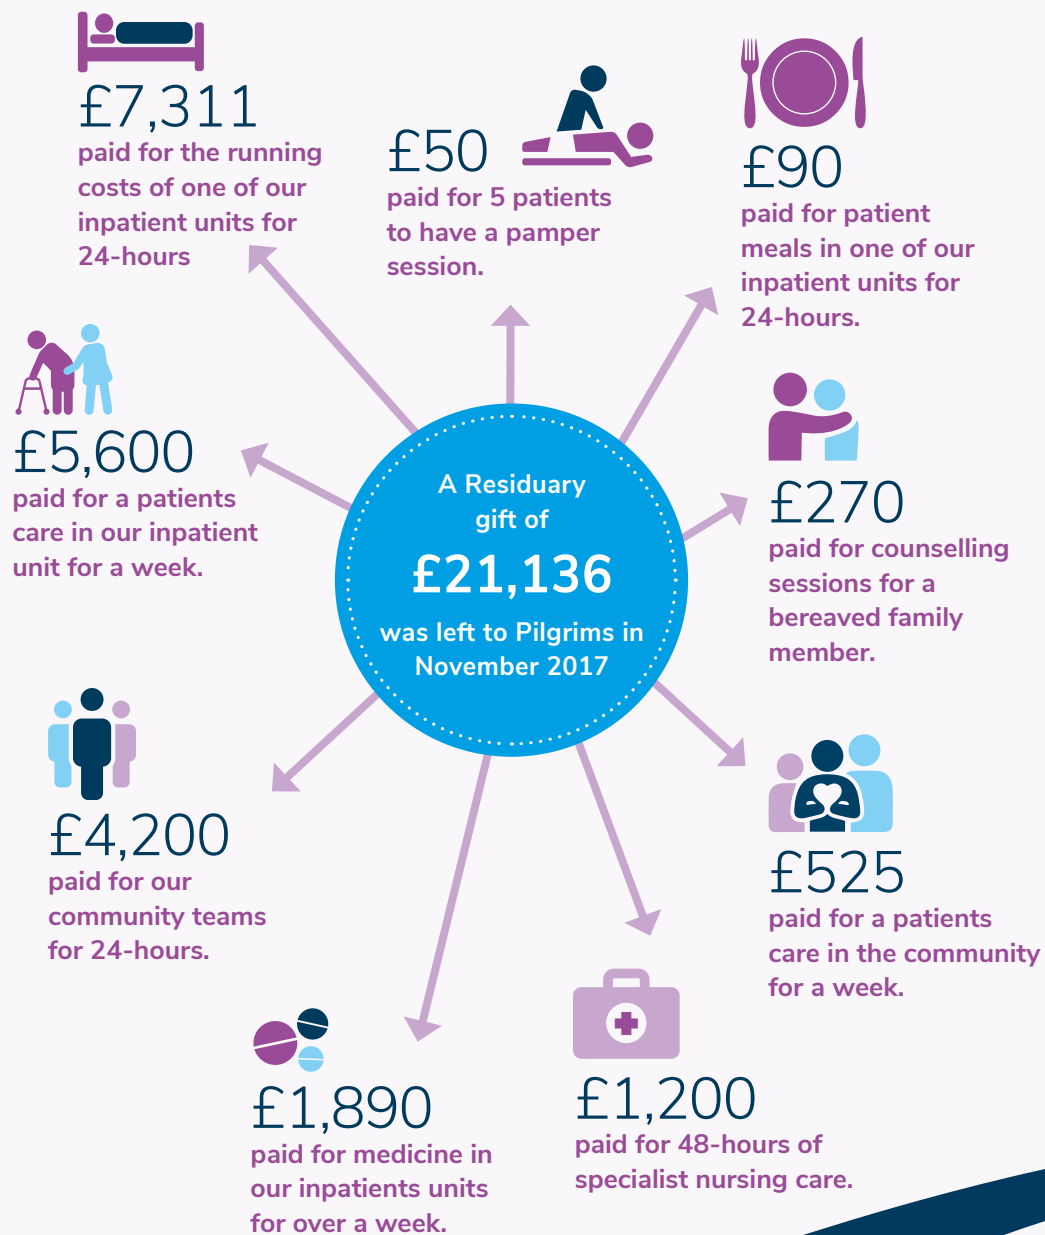 £7,311
paid for the running
costs of one of our
inpatient units for
24-hours
£50
paid for 5 patients
to have a pamper
session.
£90
paid for patient
meals in one of our
inpatient units for
24-hours.
£5,600
paid for a patients
care in our inpatient
unit for a week.
A Residuary
gift of
£21,136
was left to Pilgrims in
November 2017
£270
paid for counselling
sessions for a
bereaved family
member.
£4,200
paid for our
community teams
for 24-hours.
£525
paid for a patients
care in the community
for a week.
£1,890
paid for medicine in
our inpatients units
for over a week.
£1,200
paid for 48-hours of
specialist nursing care.